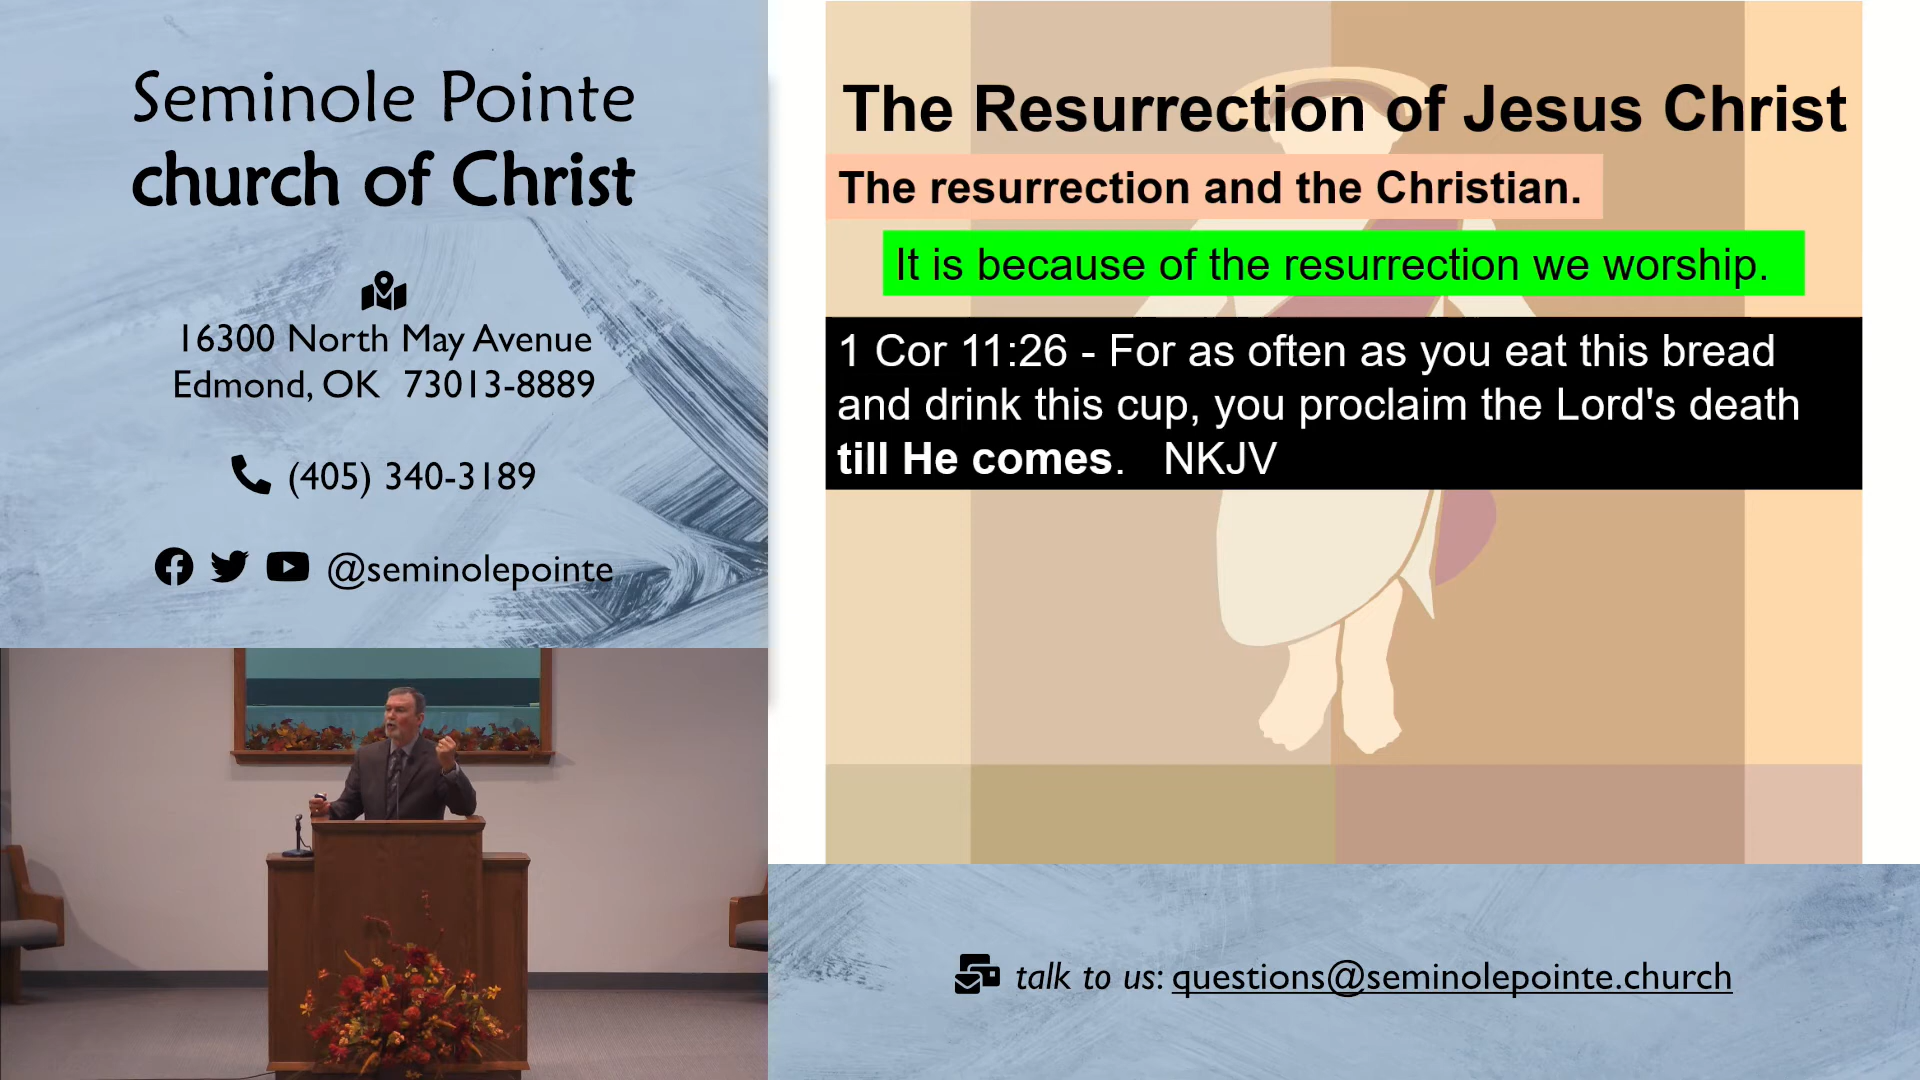 Seminole Pointe
church of Christ
16300 North May Avenue
Edmond, OK 73013-8889
(405) 340-3189
@seminolepointe
The Resurrection of Jesus Christ
The resurrection and the Christian.
It is because of the resurrection we worship.
1 Cor 11:26 - For as often as you eat this bread
and drink this cup, you proclaim the Lord's death
till He comes. NKJV
talk to us: questions@seminolepointe.church